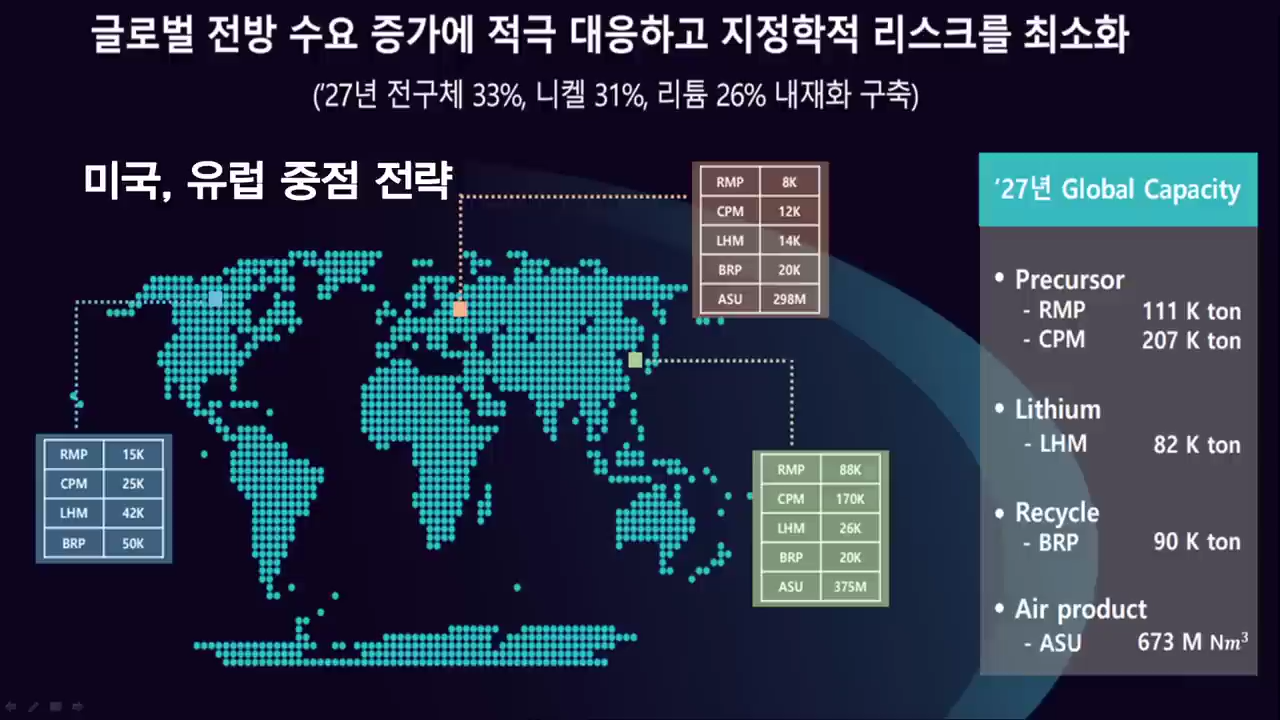 글로벌 전방 수요 증가에 적극 대응하고 지정학적 리스크를 최소화
(’27년 전구체 33%, 니켈 31%, 리튬 26% 내재화 구축)
미국, 유럽 중점 전략
RMP 8K
CPM 12K
LHM 14K
BRP 20K
ASU 298M
RMP 15K
CPM 25K
LHM 42K
BRP 50K
RMP 88K
CPM 170K
LHM 26K
BRP 20K
ASU 375M
’27년 Global Capacity
• Precursor
- RMP 111 K ton
- CPM 207 K ton
• Lithium
- LHM 82 K ton
• Recycle
- BRP 90 K ton
• Air product
- ASU 673 M Nm³